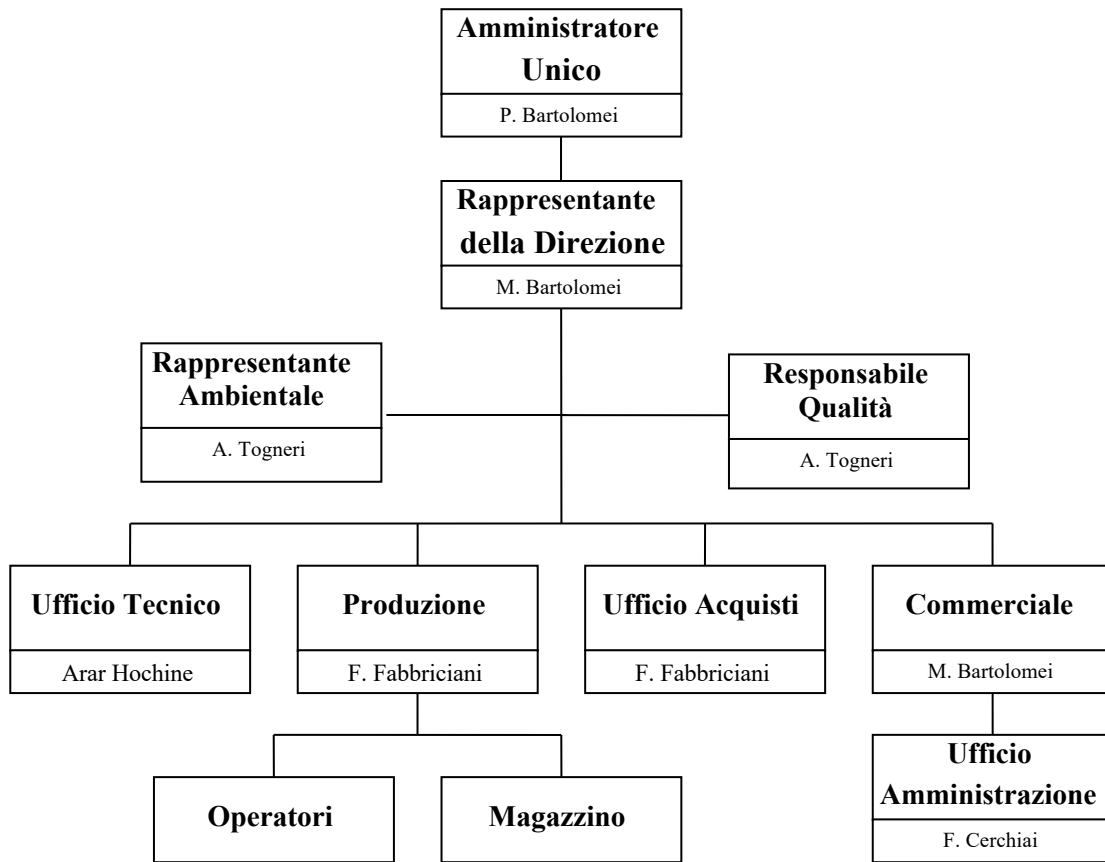 Amministratore
Unico
P. Bartolomei
Rappresentante
della Direzione
M. Bartolomei
Rappresentante
Ambientale
A. Togneri
Responsabile
Qualità
A. Togneri
Ufficio Tecnico
Arar Hochine
Produzione
F. Fabbriciani
Ufficio Acquisti
F. Fabbriciani
Commerciale
M. Bartolomei
Operatori
Magazzino
Ufficio
Amministrazione
F. Cerchiai